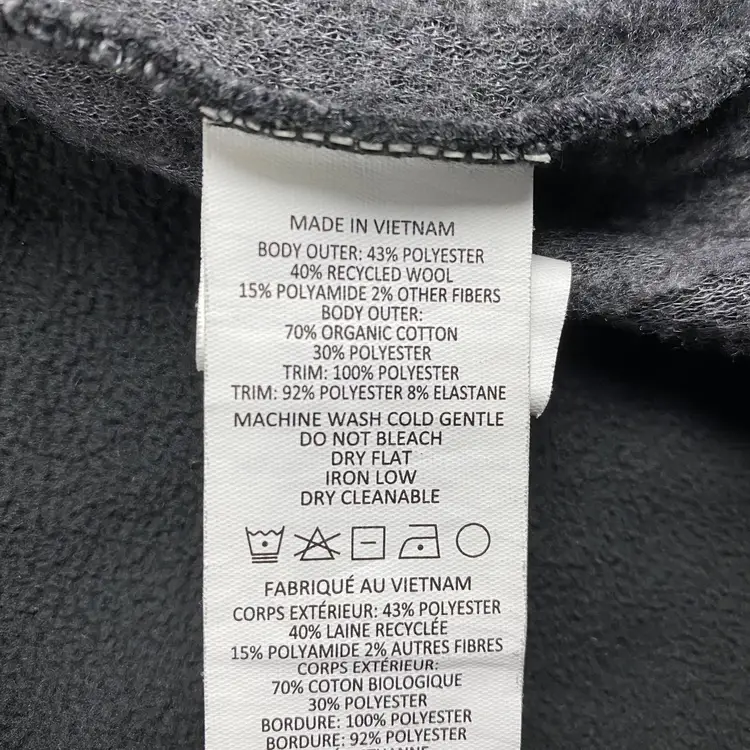 MADE IN VIETNAM
BODY OUTER: 43% POLYESTER
40% RECYCLED WOOL
15% POLYAMIDE 2% OTHER FIBERS
BODY OUTER:
70% ORGANIC COTTON
30% POLYESTER
TRIM: 100% POLYESTER
TRIM: 92% POLYESTER 8% ELASTANE
MACHINE WASH COLD GENTLE
DO NOT BLEACH
DRY FLAT
IRON LOW
DRY CLEANABLE
FABRIQUÉ AU VIETNAM
CORPS EXTÉRIEUR: 43% POLYESTER
40% LAINE RECYCLÉE
15% POLYAMIDE 2% AUTRES FIBRES
CORPS EXTÉRIEUR:
70% COTON BIOLOGIQUE
30% POLYESTER
BORDURE: 100% POLYESTER
BORDURE: 92% POLYESTER